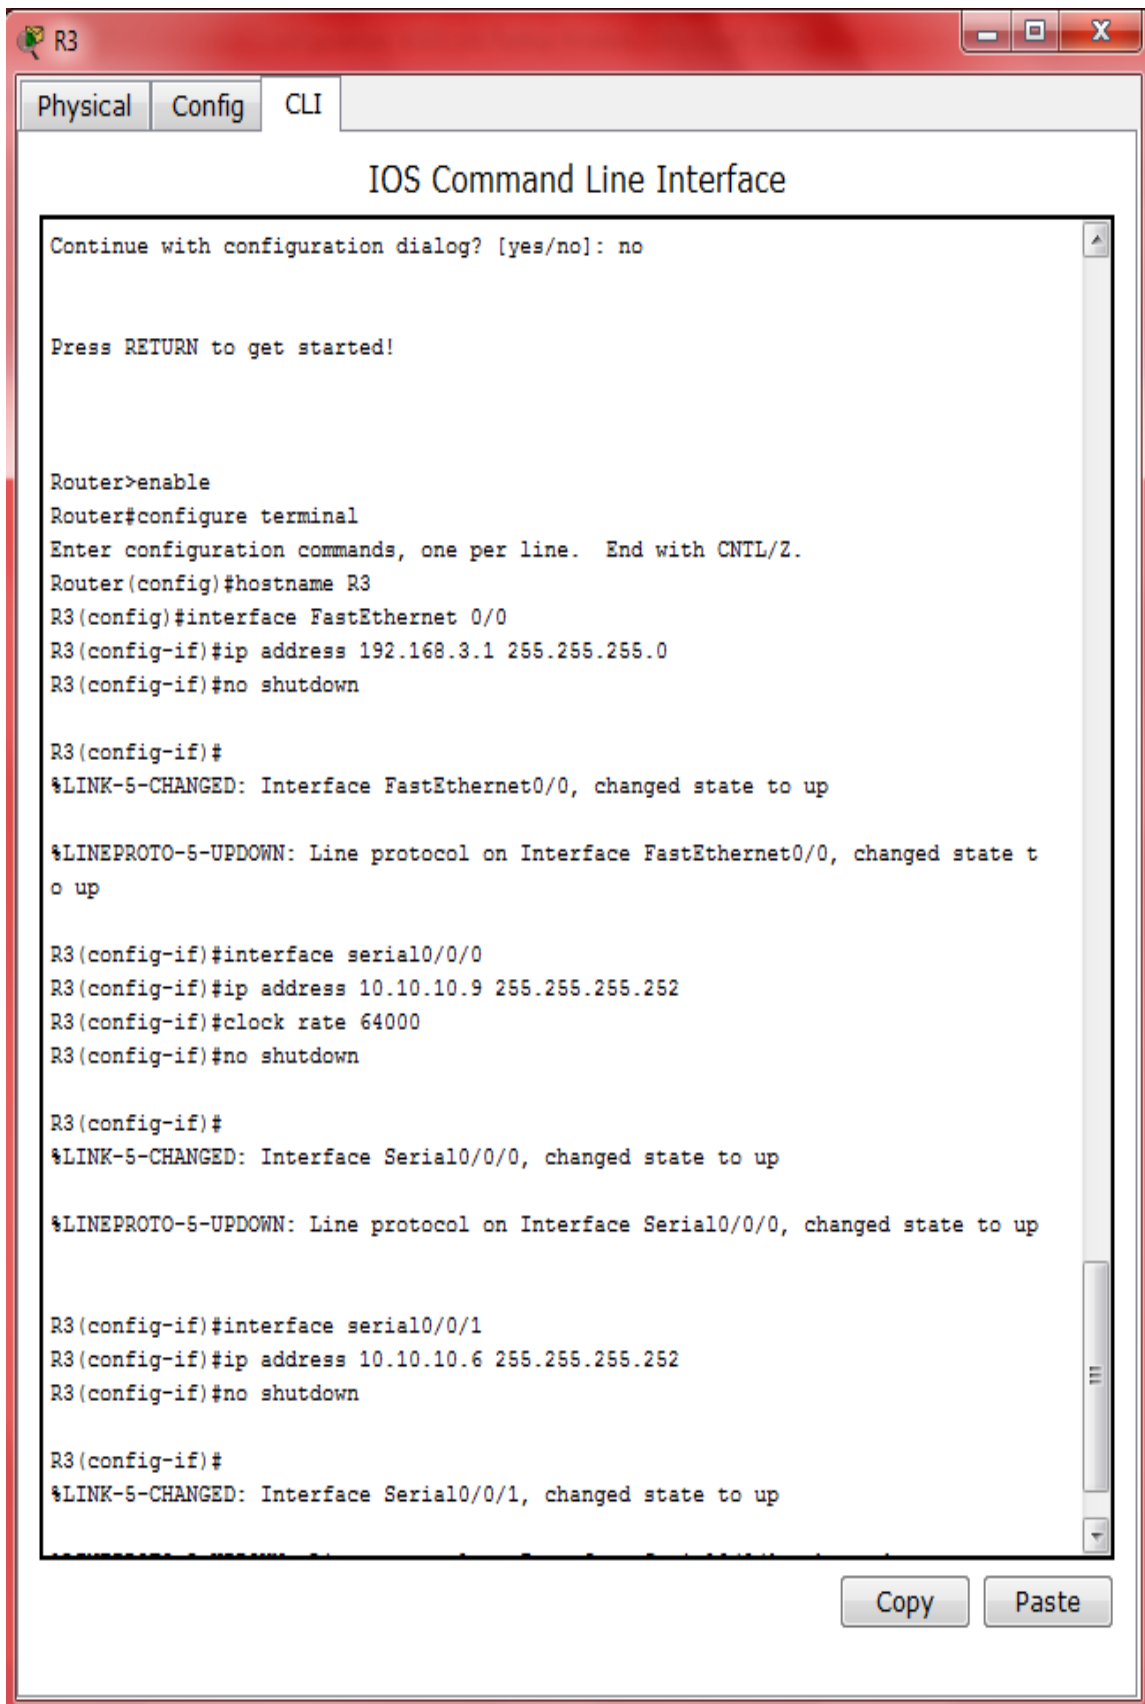 R3
Physical Config CLI
IOS Command Line Interface
Continue with configuration dialog? [yes/no]: no
Press RETURN to get started!
Router>enable
Router#configure terminal
Enter configuration commands, one per line.  End with CNTL/Z.
Router(config)#hostname R3
R3(config)#interface FastEthernet 0/0
R3(config-if)#ip address 192.168.3.1 255.255.255.0
R3(config-if)#no shutdown
R3(config-if)#
%LINK-5-CHANGED: Interface FastEthernet0/0, changed state to up
%LINEPROTO-5-UPDOWN: Line protocol on Interface FastEthernet0/0, changed state t
o up
R3(config-if)#interface serial0/0/0
R3(config-if)#ip address 10.10.10.9 255.255.255.252
R3(config-if)#clock rate 64000
R3(config-if)#no shutdown
R3(config-if)#
%LINK-5-CHANGED: Interface Serial0/0/0, changed state to up
%LINEPROTO-5-UPDOWN: Line protocol on Interface Serial0/0/0, changed state to up
R3(config-if)#interface serial0/0/1
R3(config-if)#ip address 10.10.10.6 255.255.255.252
R3(config-if)#no shutdown
R3(config-if)#
%LINK-5-CHANGED: Interface Serial0/0/1, changed state to up
Copy Paste